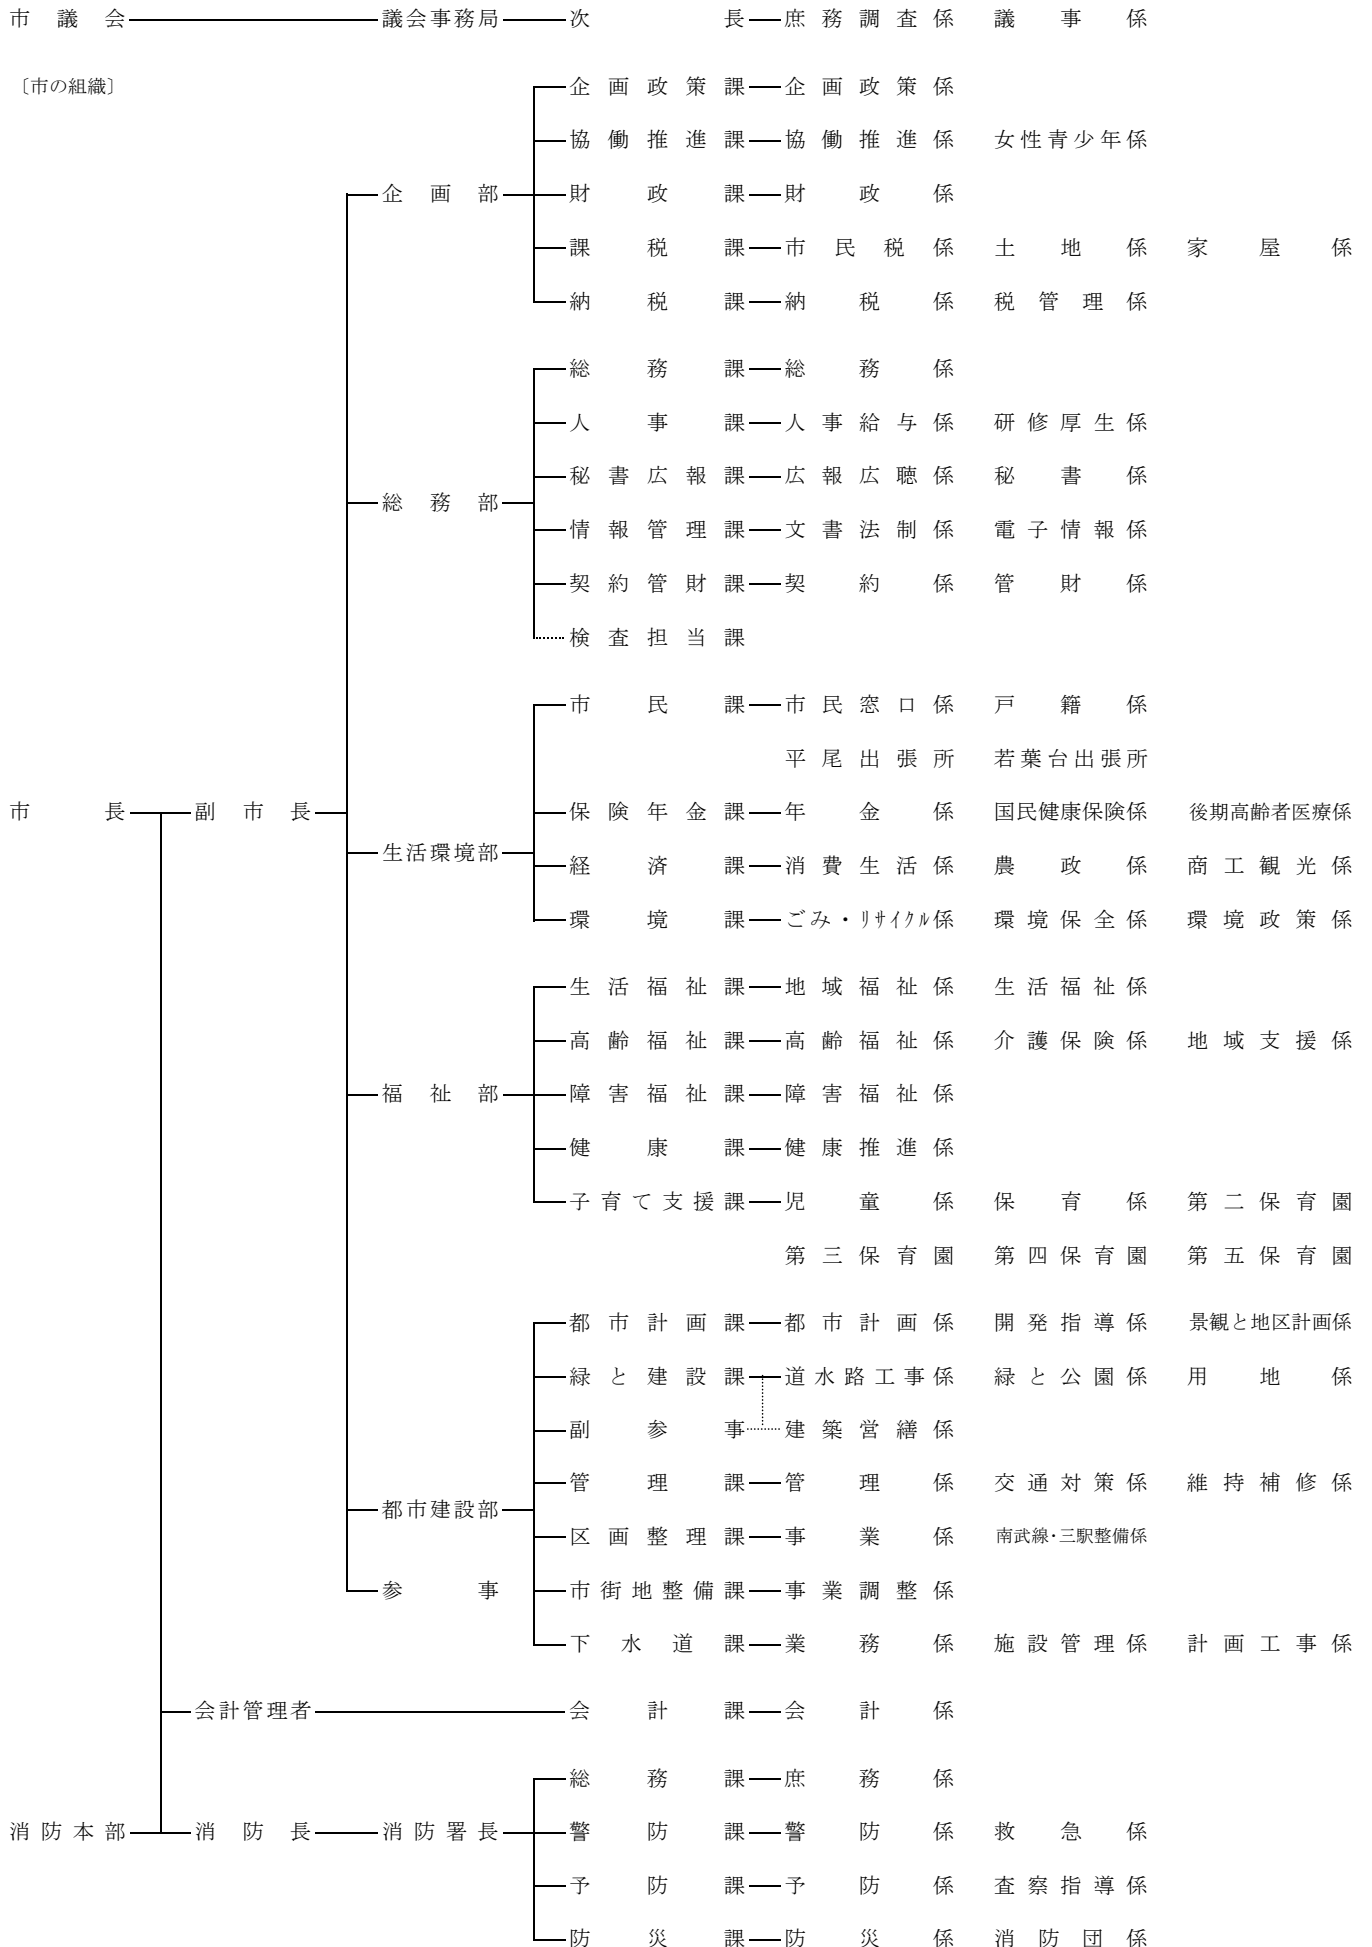 市議会 議会事務局 次長 庶務調査係 議事係
〔市の組織〕 企画政策課 企画政策係
協働推進課 協働推進係 女性青少年係
企画部 財政課 財政係
課税課 市民税係 土地係 家屋係
納税課 納税係 税管理係
総務課 総務係
人事課 人事給与係 研修厚生係
秘書広報課 広報広聴係 秘書係
総務部
情報管理課 文書法制係 電子情報係
契約管財課 契約係 管財係
検査担当課
市民課 市民窓口係 戸籍係
平尾出張所 若葉台出張所
市長 副市長 保険年金課 年金係 国民健康保険係 後期高齢者医療係
生活環境部
経済課 消費生活係 農政係 商工観光係
環境課 ごみ・リサイクル係 環境保全係 環境政策係
生活福祉課 地域福祉係 生活福祉係
高齢福祉課 高齢福祉係 介護保険係 地域支援係
福祉部 障害福祉課 障害福祉係
健康課 健康推進係
子育て支援課 児童係 保育係 第二保育園
第三保育園 第四保育園 第五保育園
都市計画課 都市計画係 開発指導係 景観と地区計画係
緑と建設課 道水路工事係 緑と公園係 用地係
副参事 建築営繕係
管理課 管理係 交通対策係 維持補修係
都市建設部
区画整理課 事業係 南武線・三駅整備係
参事 市街地整備課 事業調整係
下水道課 業務係 施設管理係 計画工事係
会計管理者 会計課 会計係
総務課 庶務係
消防本部 消防長 消防署長 警防課 警防係 救急係
予防課 予防係 査察指導係
防災課 防災係 消防団係